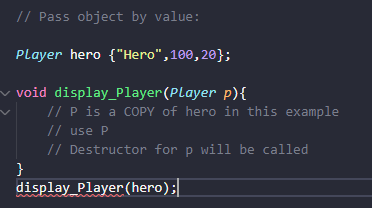 // Pass object by value:
Player hero {"Hero",100,20};
void display_Player(Player p){
// P is a COPY of hero in this example
// use P
// Destructor for p will be called
}
display_Player(hero);